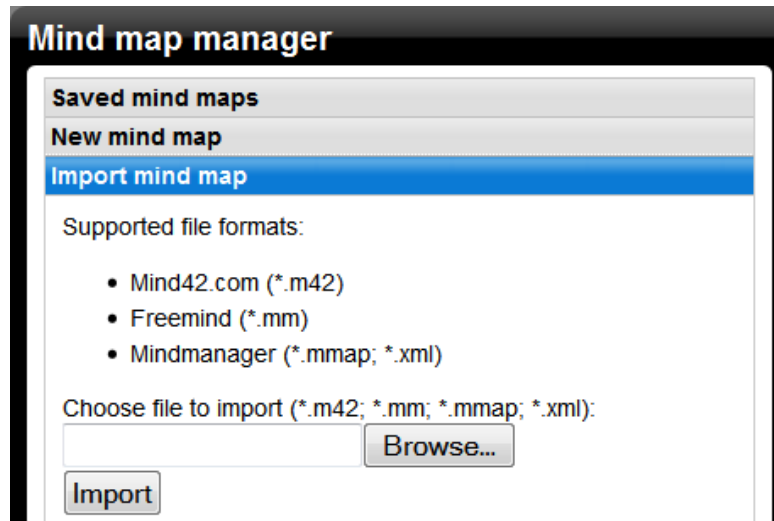 Mind map manager
Saved mind maps
New mind map
Import mind map
Supported file formats:
• Mind42.com (*.m42)
• Freemind (*.mm)
• Mindmanager (*.mmap; *.xml)
Choose file to import (*.m42; *.mm; *.mmap; *.xml):
Browse...
Import